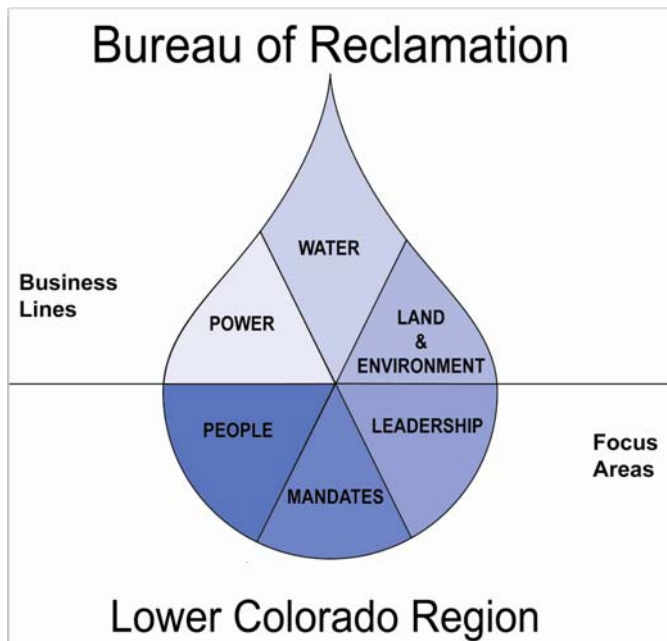 Bureau of Reclamation
WATER
Business
Lines
POWER
LAND
&
ENVIRONMENT
PEOPLE
LEADERSHIP
Focus
Areas
MANDATES
Lower Colorado Region